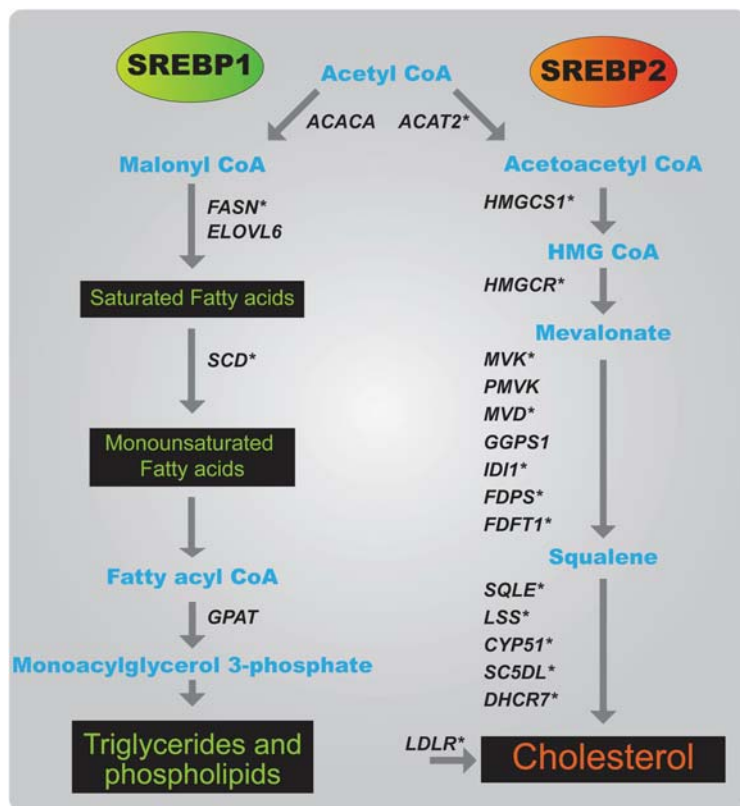 SREBP1
Acetyl CoA
SREBP2
ACACA
ACAT2*
Malonyl CoA
FASN*
ELOVL6
Saturated Fatty acids
SCD*
Monounsaturated
Fatty acids
Fatty acyl CoA
GPAT
Monoacylglycerol 3-phosphate
Triglycerides and
phospholipids
Acetoacetyl CoA
HMGCS1*
HMG CoA
HMGCR*
Mevalonate
MVK*
PMVK
MVD*
GGPS1
IDI1*
FDPS*
FDFT1*
Squalene
SQLE*
LSS*
CYP51*
SC5DL*
DHCR7*
LDLR*
Cholesterol